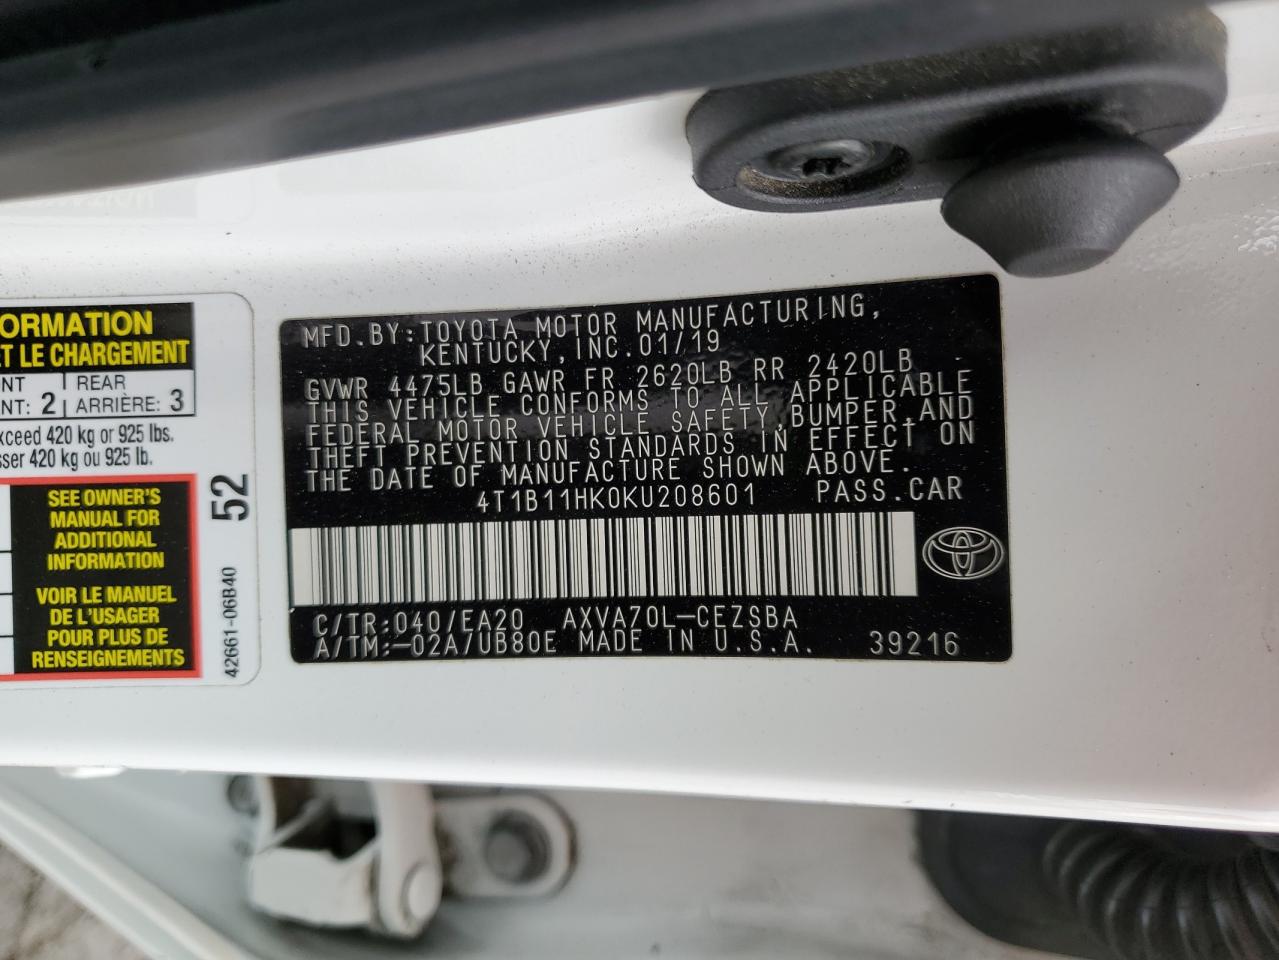 ORMATION
ET LE CHARGEMENT
NT : 2 REAR : 3
ARRIÈRE
xceed 420 kg or 925 lbs.
sser 420 kg ou 925 lb.
SEE OWNER'S
MANUAL FOR
ADDITIONAL
INFORMATION
VOIR LE MANUEL
DE L'USAGER
POUR PLUS DE
RENSEIGNEMENTS
52
42661-06B40
MFD.BY:TOYOTA MOTOR MANUFACTURING,
KENTUCKY,INC.01/19
GVWR 4475LB GAWR FR 2620LB RR 2420LB
THIS VEHICLE CONFORMS TO ALL APPLICABLE
FEDERAL MOTOR VEHICLE SAFETY,BUMPER,AND
THEFT PREVENTION STANDARDS IN EFFECT ON
THE DATE OF MANUFACTURE SHOWN ABOVE.
4T1B11HK0KU208601 PASS.CAR
C/TR:040/EA20 AXVA70L-CEZSBA
A/TM:-02A/UB80E MADE IN U.S.A. 39216